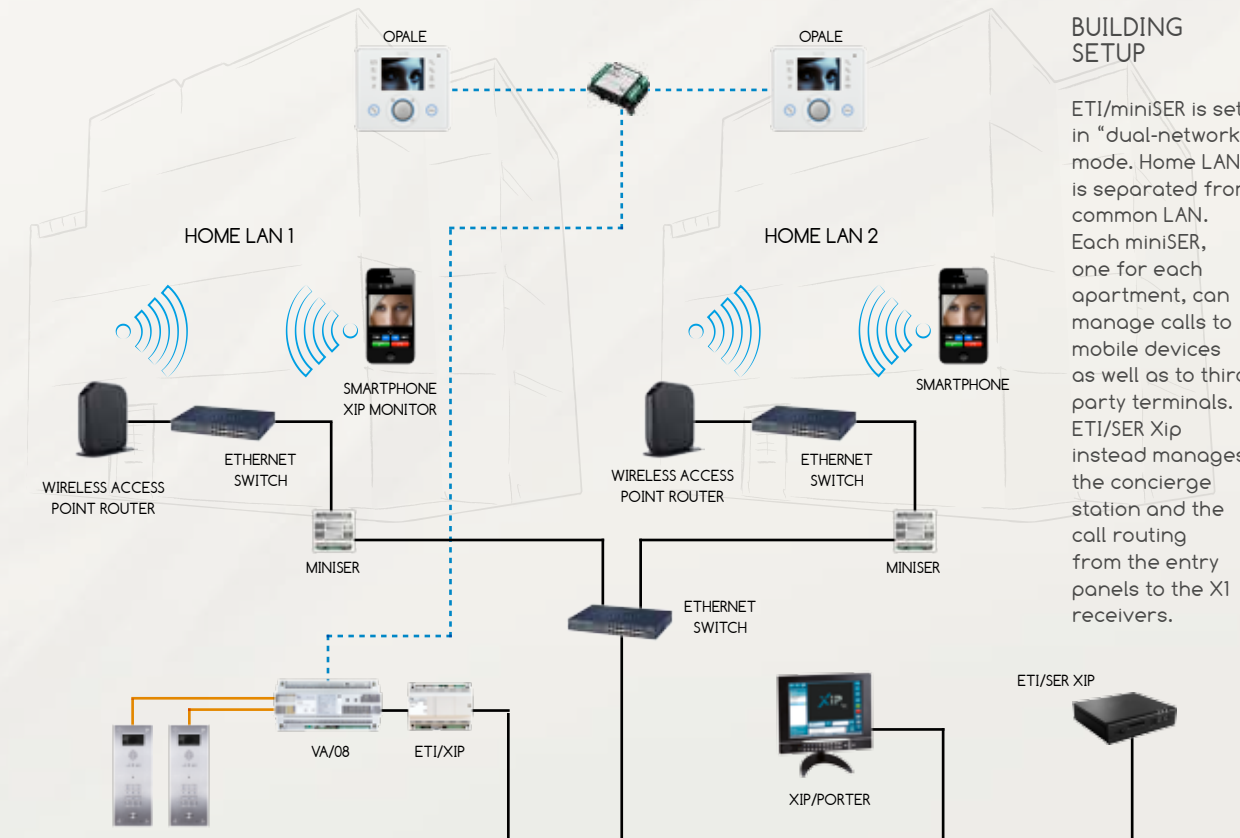 OPALE
OPALE
BUILDING
SETUP
ETI/miniSER is set
in “dual-network
mode. Home LAN
is separated from
common LAN.
Each miniSER,
one for each
apartment, can
manage calls to
mobile devices
as well as to third
party terminals.
ETI/SER Xip
instead manages
the concierge
station and the
call routing
from the entry
panels to the X1
receivers.
HOME LAN 1
HOME LAN 2
SMARTPHONE
XIP MONITOR
SMARTPHONE
WIRELESS ACCESS
POINT ROUTER
ETHERNET
SWITCH
WIRELESS ACCESS
POINT ROUTER
ETHERNET
SWITCH
MINISER
MINISER
ETHERNET
SWITCH
VA/08
ETI/XIP
XIP
XIP/PORTER
ETI/SER XIP